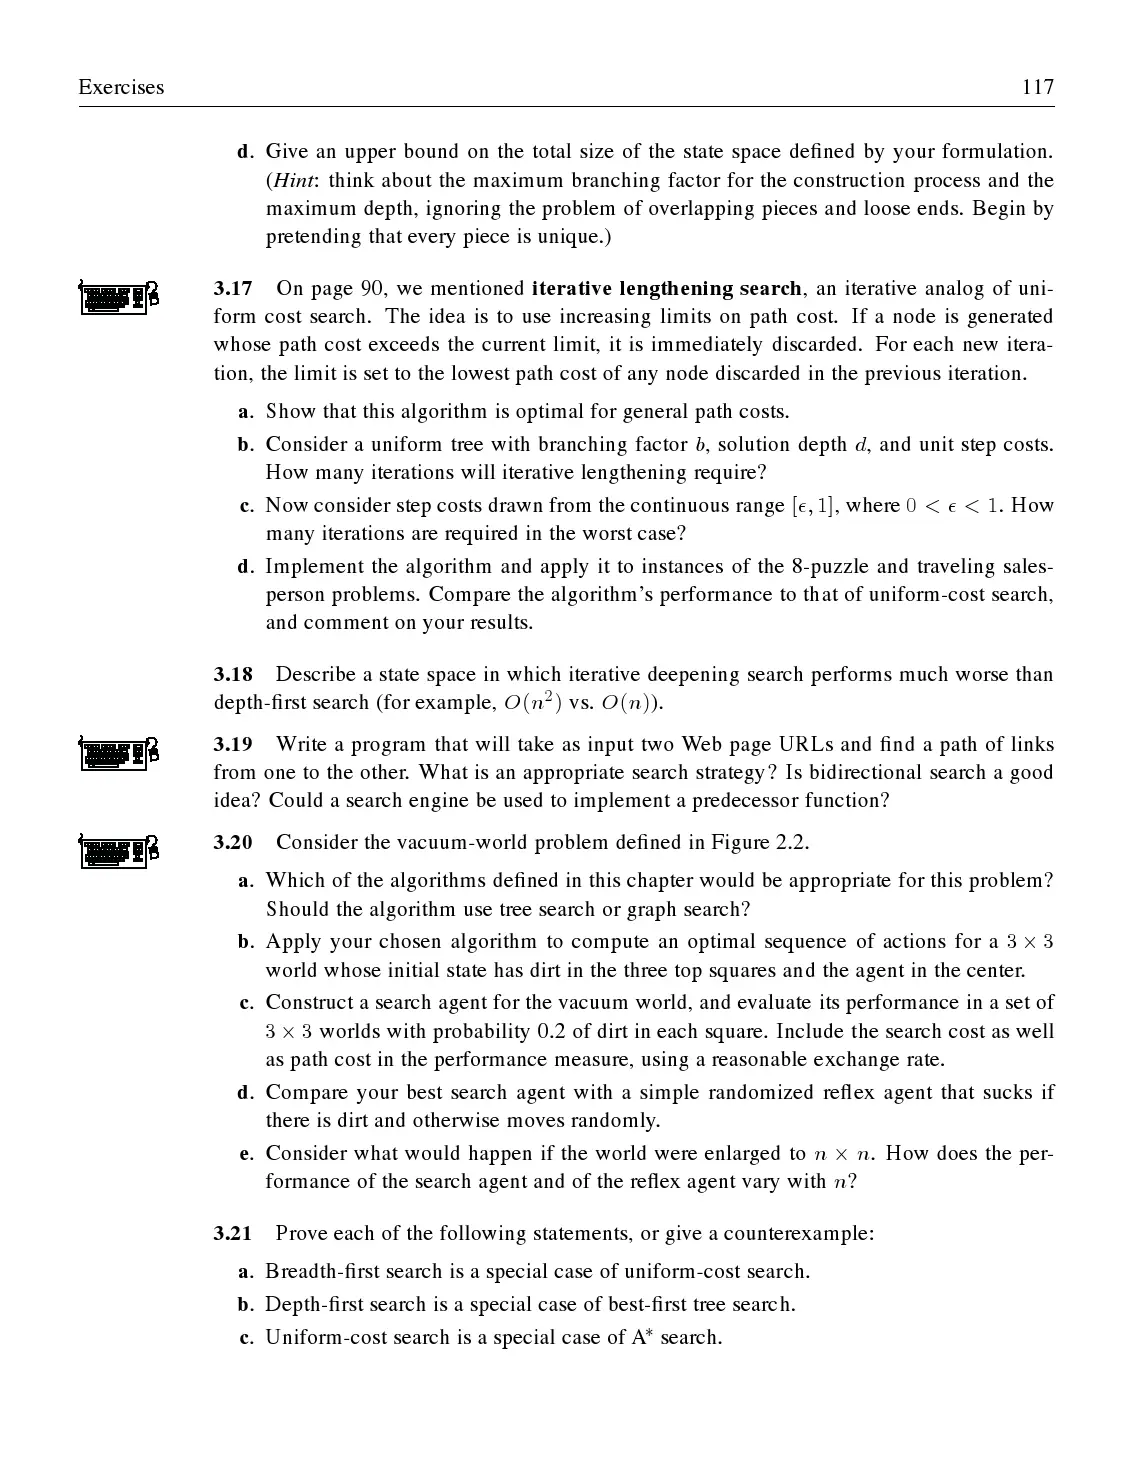 Exercises 117
d. Give an upper bound on the total size of the state space defined by your formulation.
(Hint: think about the maximum branching factor for the construction process and the
maximum depth, ignoring the problem of overlapping pieces and loose ends. Begin by
pretending that every piece is unique.)
3.17 On page 90, we mentioned iterative lengthening search, an iterative analog of uni-
form cost search. The idea is to use increasing limits on path cost. If a node is generated
whose path cost exceeds the current limit, it is immediately discarded. For each new itera-
tion, the limit is set to the lowest path cost of any node discarded in the previous iteration.
a. Show that this algorithm is optimal for general path costs.
b. Consider a uniform tree with branching factor b, solution depth d, and unit step costs.
How many iterations will iterative lengthening require?
c. Now consider step costs drawn from the continuous range [ϵ, 1], where 0 < ϵ < 1. How
many iterations are required in the worst case?
d. Implement the algorithm and apply it to instances of the 8-puzzle and traveling sales-
person problems. Compare the algorithm's performance to that of uniform-cost search,
and comment on your results.
3.18 Describe a state space in which iterative deepening search performs much worse than
depth-first search (for example, O(n²) vs. O(n)).
3.19 Write a program that will take as input two Web page URLs and find a path of links
from one to the other. What is an appropriate search strategy? Is bidirectional search a good
idea? Could a search engine be used to implement a predecessor function?
3.20 Consider the vacuum-world problem defined in Figure 2.2.
a. Which of the algorithms defined in this chapter would be appropriate for this problem?
Should the algorithm use tree search or graph search?
b. Apply your chosen algorithm to compute an optimal sequence of actions for a 3 × 3
world whose initial state has dirt in the three top squares and the agent in the center.
c. Construct a search agent for the vacuum world, and evaluate its performance in a set of
3 × 3 worlds with probability 0.2 of dirt in each square. Include the search cost as well
as path cost in the performance measure, using a reasonable exchange rate.
d. Compare your best search agent with a simple randomized reflex agent that sucks if
there is dirt and otherwise moves randomly.
e. Consider what would happen if the world were enlarged to n × n. How does the per-
formance of the search agent and of the reflex agent vary with n?
3.21 Prove each of the following statements, or give a counterexample:
a. Breadth-first search is a special case of uniform-cost search.
b. Depth-first search is a special case of best-first tree search.
c. Uniform-cost search is a special case of A* search.